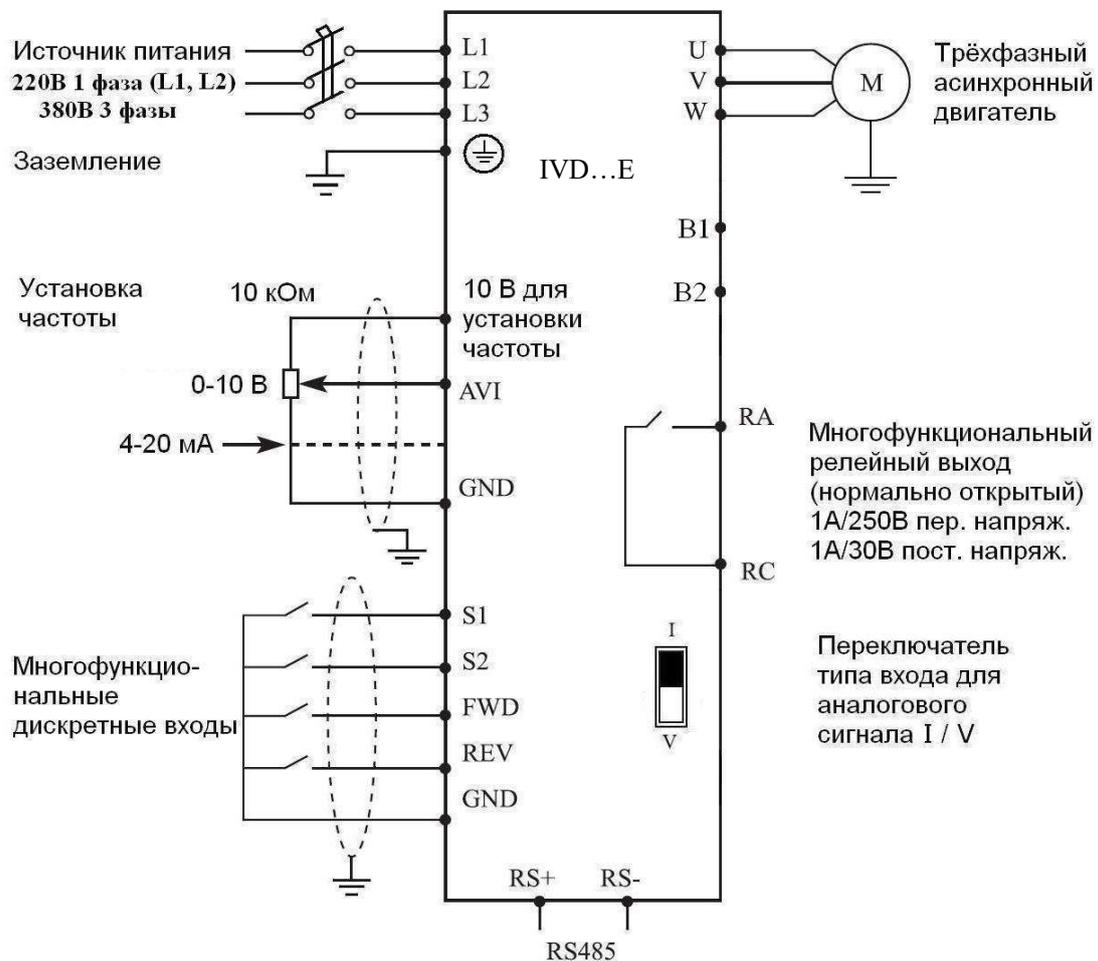 Источник питания
220В 1 фаза (L1, L2)
380В 3 фазы
Заземление
L1
L2
L3
IVD...E
U
V
W
M
Трёхфазный
асинхронный
двигатель
B1
B2
Установка
частоты
10 кОм
10 В для
установки
частоты
0-10 В
AVI
4-20 мА
GND
RA
RC
Многофункциональный
релейный выход
(нормально открытый)
1А/250В пер. напряж.
1А/30В пост. напряж.
Многофункцио-
нальные
дискретные входы
S1
S2
FWD
REV
GND
I
V
Переключатель
типа входа для
аналогового
сигнала I / V
RS+
RS-
RS485